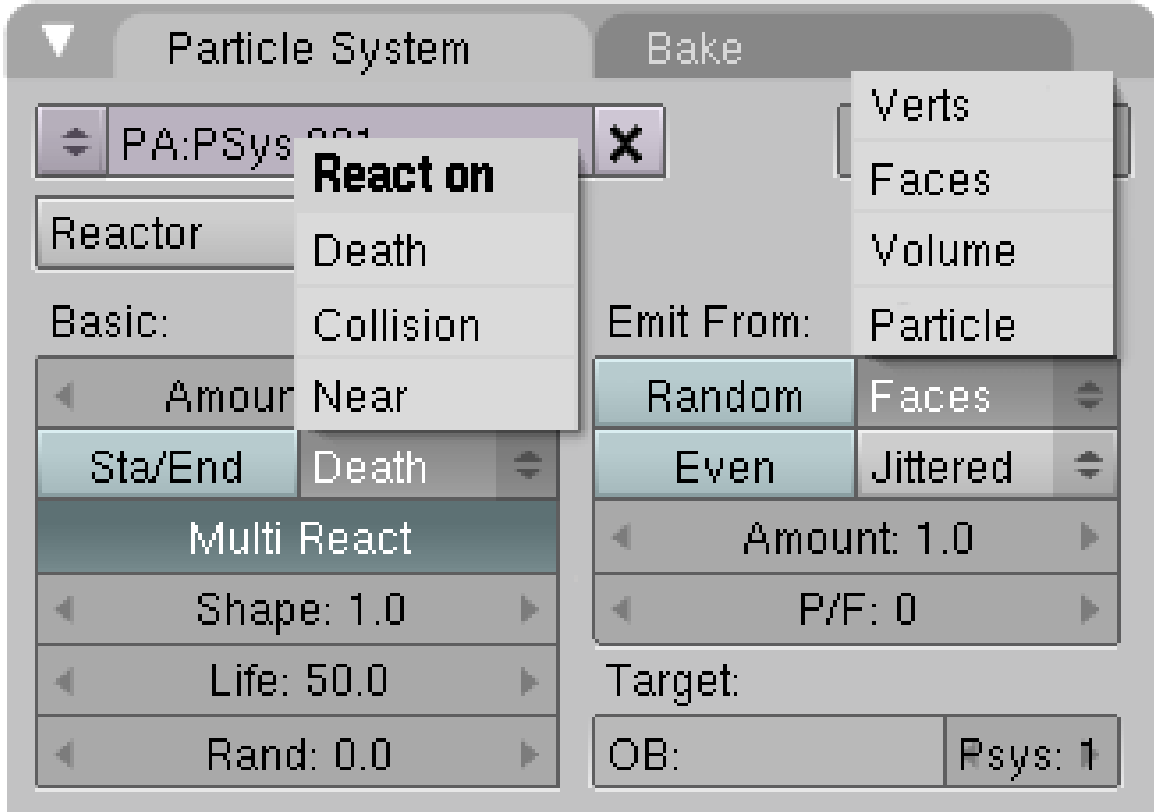 Particle System Bake
PA:PSys
Verts
Faces
Volume
Particle
React on
Death
Collision
Near
Reactor
Basic:
Sta/End Death
Multi React
Shape: 1.0
Life: 50.0
Rand: 0.0
Emit From:
Random Faces
Even Jittered
Amount: 1.0
P/F: 0
Target:
OB: Psys: 1